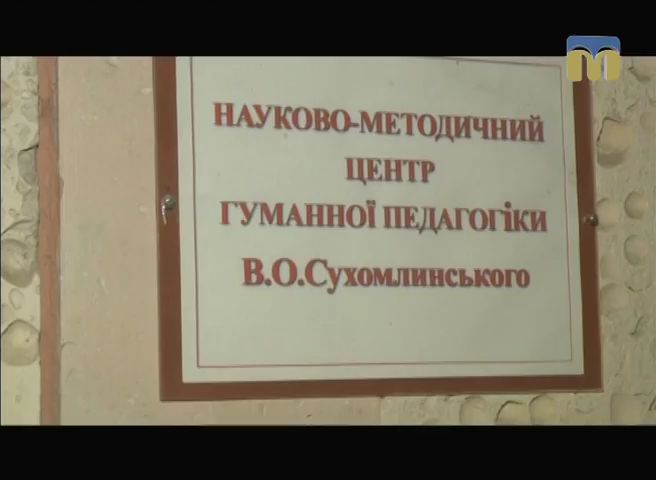 НАУКОВО-МЕТОДИЧНИЙ
ЦЕНТР
ГУМАННОЇ ПЕДАГОГІКИ
В.О.Сухомлинського